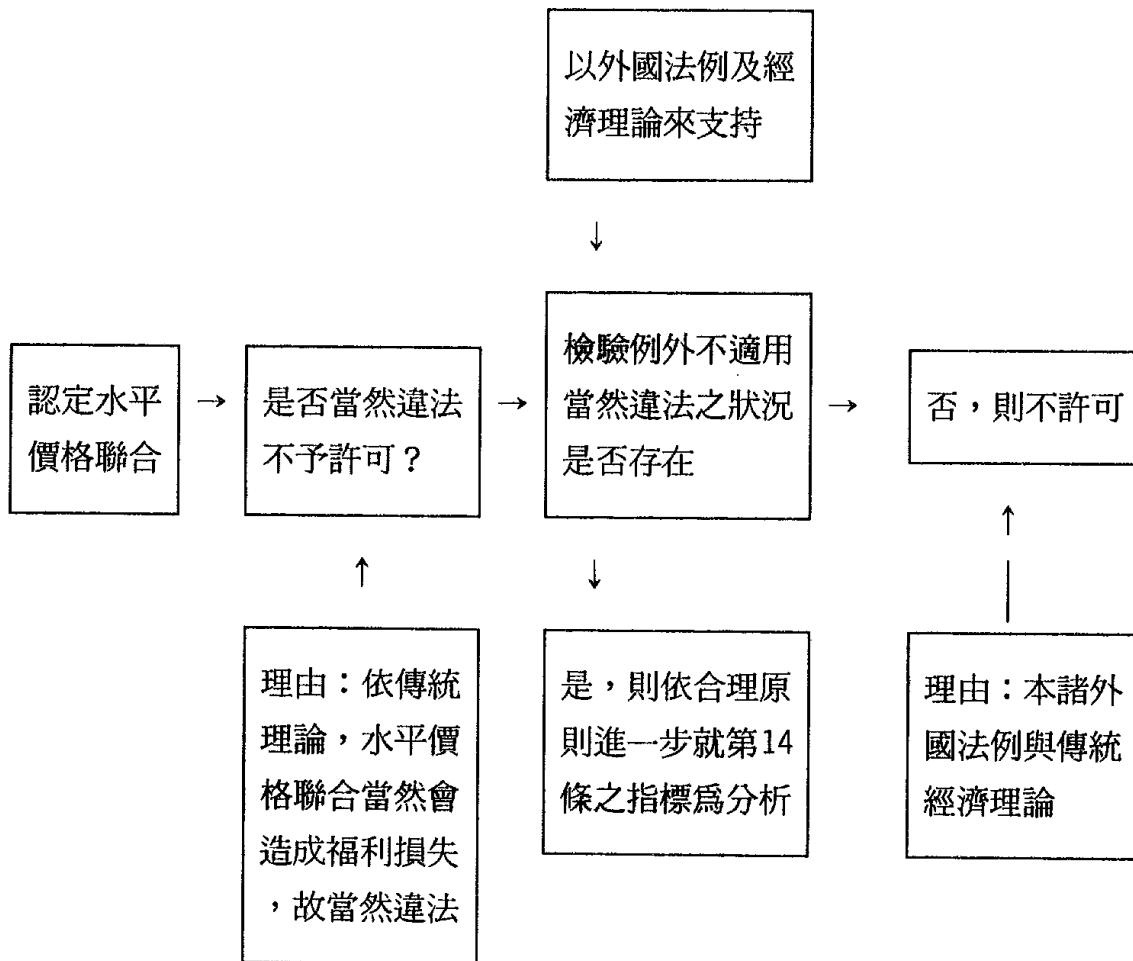 以外國法例及經
濟理論來支持
↓
認定水平
價格聯合
→
是否當然違法
不予許可？
→
檢驗例外不適用
當然違法之狀況
是否存在
→
否，則不許可
↑
↓
↑
理由：依傳統
理論，水平價
格聯合當然會
造成福利損失
，故當然違法
是，則依合理原
則進一步就第14
條之指標爲分析
理由：本諸外
國法例與傳統
經濟理論